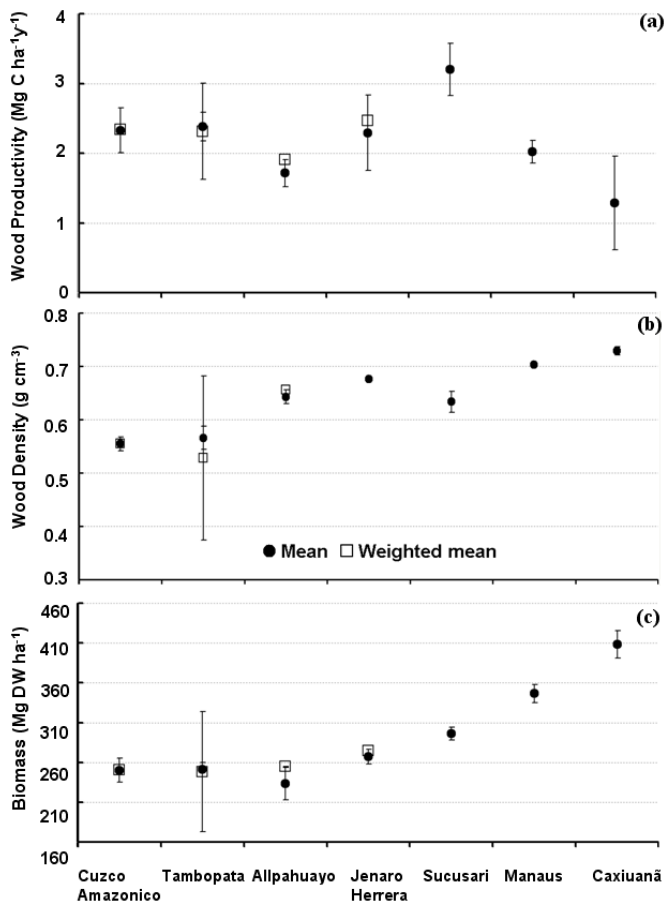 (a)
Wood Productivity (Mg C ha⁻¹y⁻¹)
4
3
2
1
0
(b)
Wood Density (g cm⁻³)
0.8
0.7
0.6
0.5
0.4
0.3
Mean Weighted mean
(c)
Biomass (Mg DW ha⁻¹)
460
410
360
310
260
210
160
Cuzco Tambopata Allpahuayo Jenaro Sucusari Manaus Caxiuanã
Amazonico Herrera